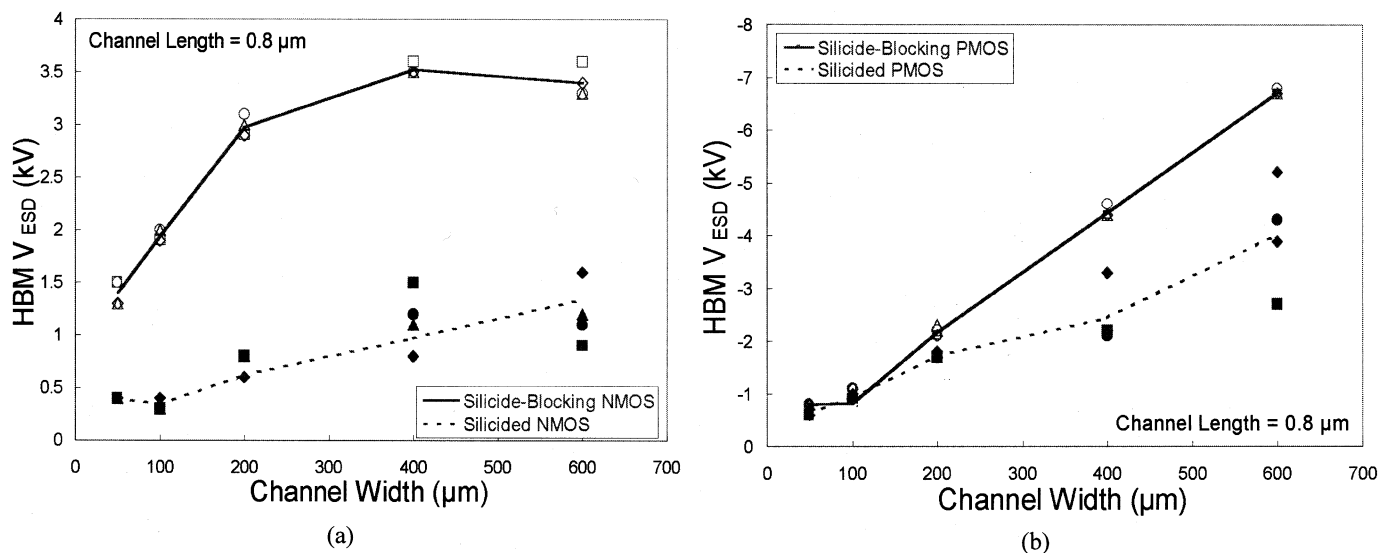 Channel Length = 0.8 µm
HBM V ESD (kV)
4
3.5
3
2.5
2
1.5
1
0.5
0
Silicide-Blocking NMOS
Silicided NMOS
0 100 200 300 400 500 600 700
Channel Width (µm)
(a)
HBM V ESD (kV)
-8
-7
-6
-5
-4
-3
-2
-1
0
Silicide-Blocking PMOS
Silicided PMOS
Channel Length = 0.8 µm
0 100 200 300 400 500 600 700
Channel Width (µm)
(b)